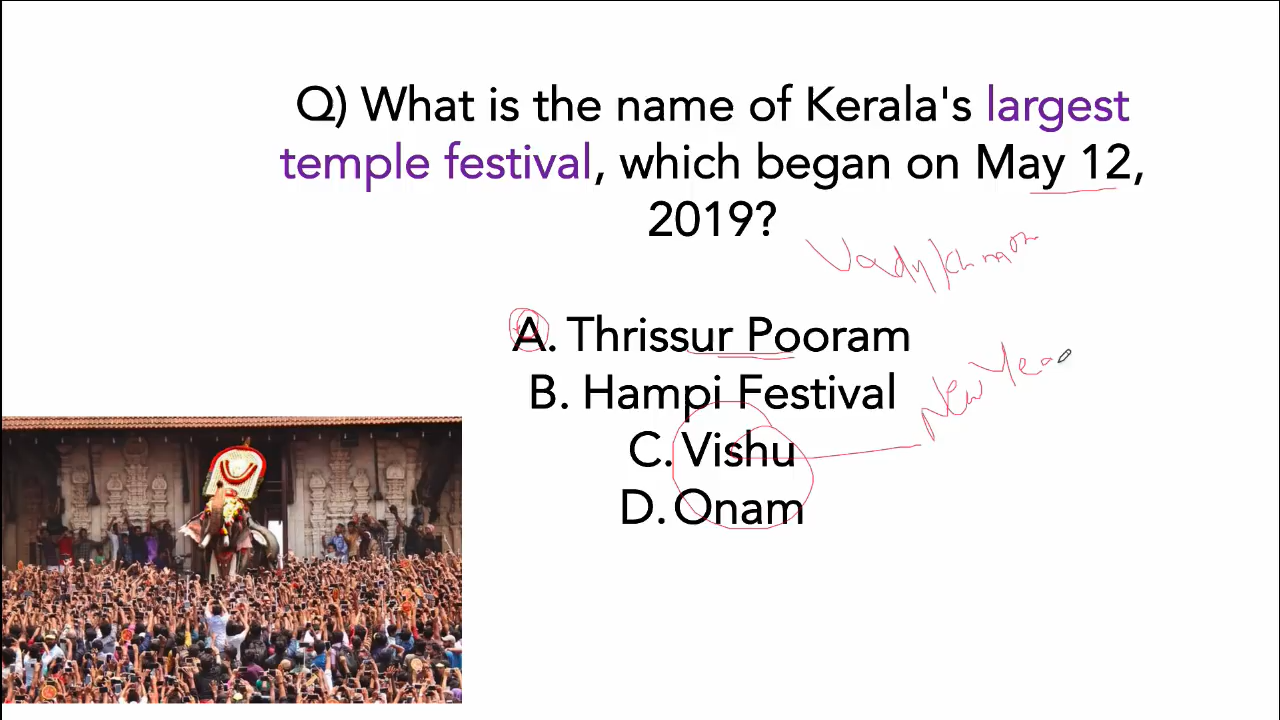 Q) What is the name of Kerala's largest
temple festival, which began on May 12,
2019?
A. Thrissur Pooram
B. Hampi Festival
New Yea
C. Vishu
D. Onam